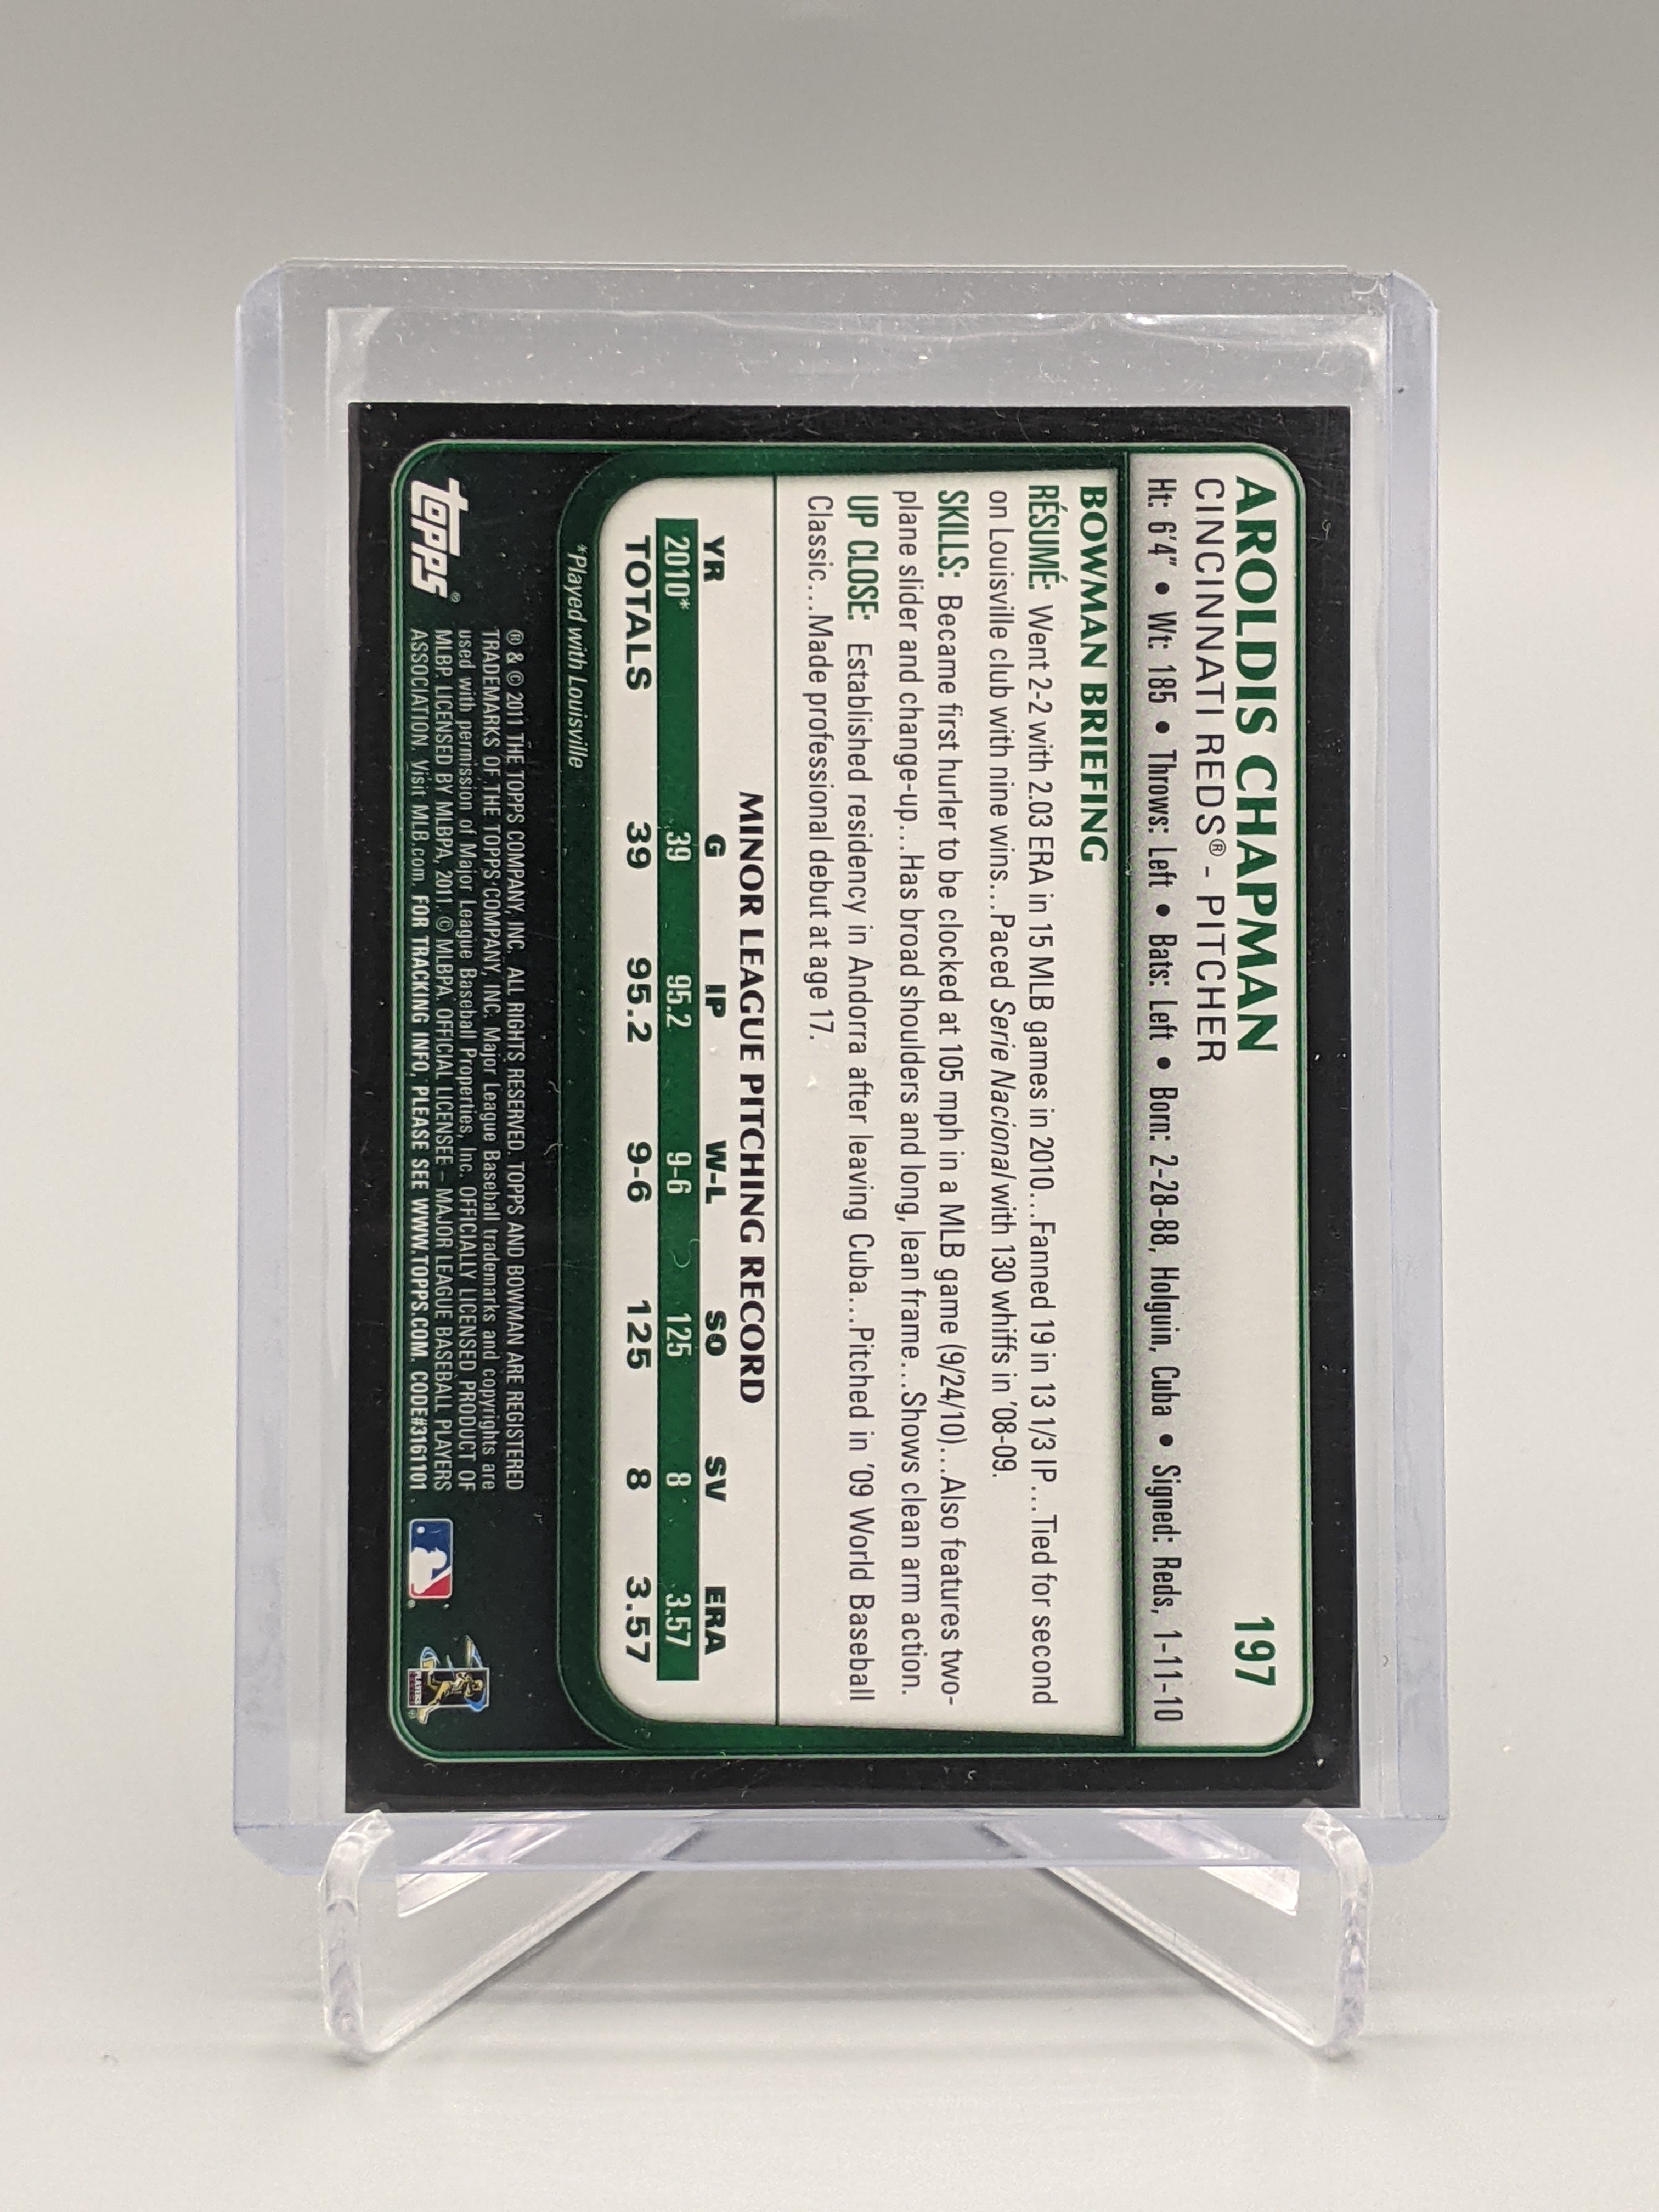 AROLDIS CHAPMAN 197
CINCINNATI REDS® - PITCHER
Ht: 6'4" • Wt: 185 • Throws: Left • Bats: Left • Born: 2-28-88, Holguin, Cuba • Signed: Reds, 1-11-10
BOWMAN BRIEFING
RÉSUMÉ: Went 2-2 with 2.03 ERA in 15 MLB games in 2010...Fanned 19 in 13 1/3 IP...Tied for second
on Louisville club with nine wins...Paced Serie Nacional with 130 whiffs in '08-09.
SKILLS: Became first hurler to be clocked at 105 mph in a MLB game (9/24/10)...Also features two-
plane slider and change-up...Has broad shoulders and long, lean frame...Shows clean arm action.
UP CLOSE: Established residency in Andorra after leaving Cuba...Pitched in '09 World Baseball
Classic...Made professional debut at age 17.
MINOR LEAGUE PITCHING RECORD
YR G IP W-L SO SV ERA
2010* 39 95.2 9-6 125 8 3.57
TOTALS 39 95.2 9-6 125 8 3.57
*Played with Louisville
® & © 2011 THE TOPPS COMPANY, INC. ALL RIGHTS RESERVED. TOPPS AND BOWMAN ARE REGISTERED
TRADEMARKS OF THE TOPPS COMPANY, INC. Major League Baseball trademarks and copyrights are
used with permission of Major League Baseball Properties, Inc. OFFICIALLY LICENSED PRODUCT OF
MLBP. LICENSED BY MLBPA, 2011. © MLBPA. OFFICIAL LICENSEE – MAJOR LEAGUE BASEBALL PLAYERS
ASSOCIATION. Visit MLB.com. FOR TRACKING INFO, PLEASE SEE WWW.TOPPS.COM. CODE#3161101
topps®
PLAYERS